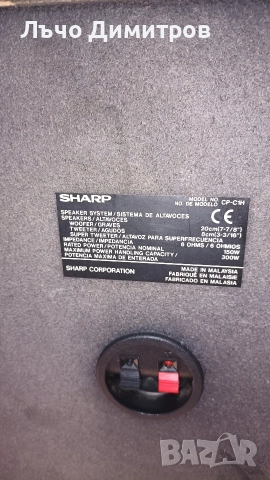 Лъчо Димитров
SHARP
MODEL NO. CP-C1H
NO. DE MODELO
SPEAKER SYSTEM/SISTEMA DE ALTAVOCES
SPEAKERS/ALTAVOCES
WOOFER/GRAVES 20cm(7-7/8")
TWEETER/AGUDOS 8cm(3-3/16")
SUPER TWEETER/ALTAVOZ PARA SUPERFRECUENCIA
IMPEDANCE/IMPEDANCIA 6 OHMS/6 OHMIOS
RATED POWER/POTENCIA NOMINAL 150W
MAXIMUM POWER HANDLING CAPACITY/ 300W
POTENCIA MAXIMA DE ENTERADA
SHARP CORPORATION
MADE IN MALAYSIA
FABRIQUÉ EN MALAISIE
FABRICADO EN MALASIA
BAZAR